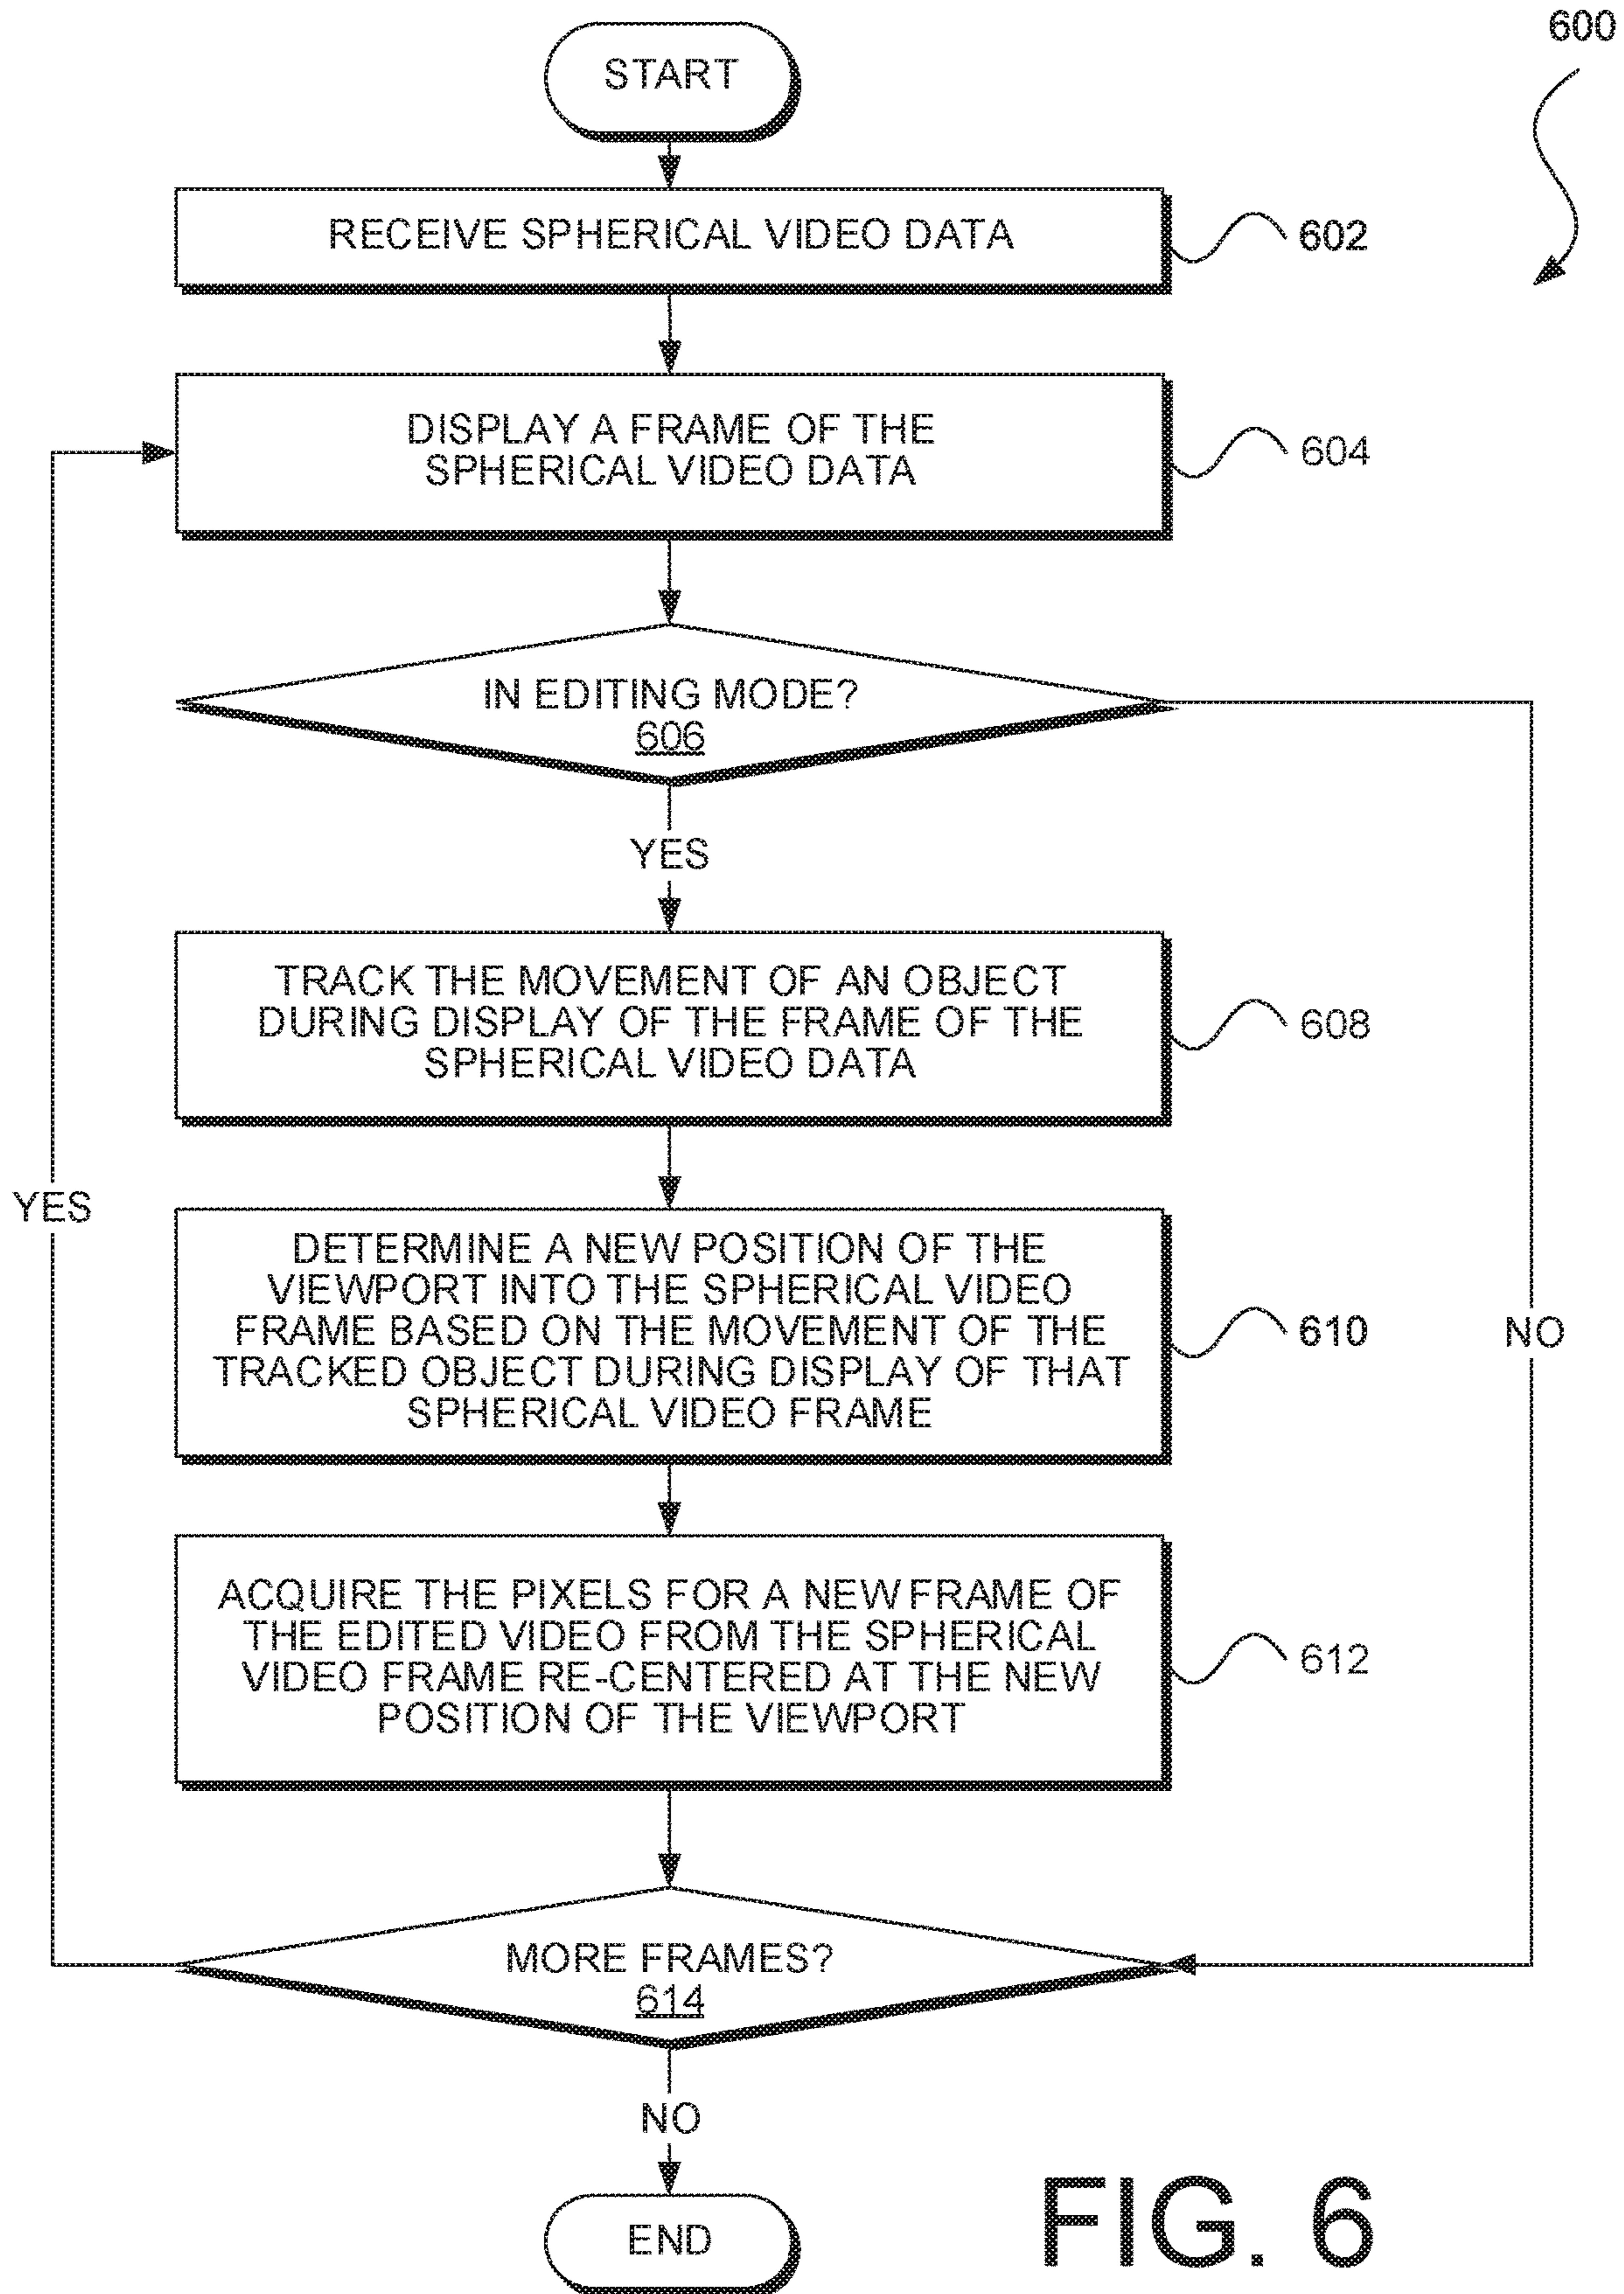 600
START
RECEIVE SPHERICAL VIDEO DATA
602
DISPLAY A FRAME OF THE
SPHERICAL VIDEO DATA
604
IN EDITING MODE?
606
YES
TRACK THE MOVEMENT OF AN OBJECT
DURING DISPLAY OF THE FRAME OF THE
SPHERICAL VIDEO DATA
608
YES
DETERMINE A NEW POSITION OF THE
VIEWPORT INTO THE SPHERICAL VIDEO
FRAME BASED ON THE MOVEMENT OF THE
TRACKED OBJECT DURING DISPLAY OF THAT
SPHERICAL VIDEO FRAME
610
NO
ACQUIRE THE PIXELS FOR A NEW FRAME OF
THE EDITED VIDEO FROM THE SPHERICAL
VIDEO FRAME RE-CENTERED AT THE NEW
POSITION OF THE VIEWPORT
612
MORE FRAMES?
614
NO
END
FIG. 6